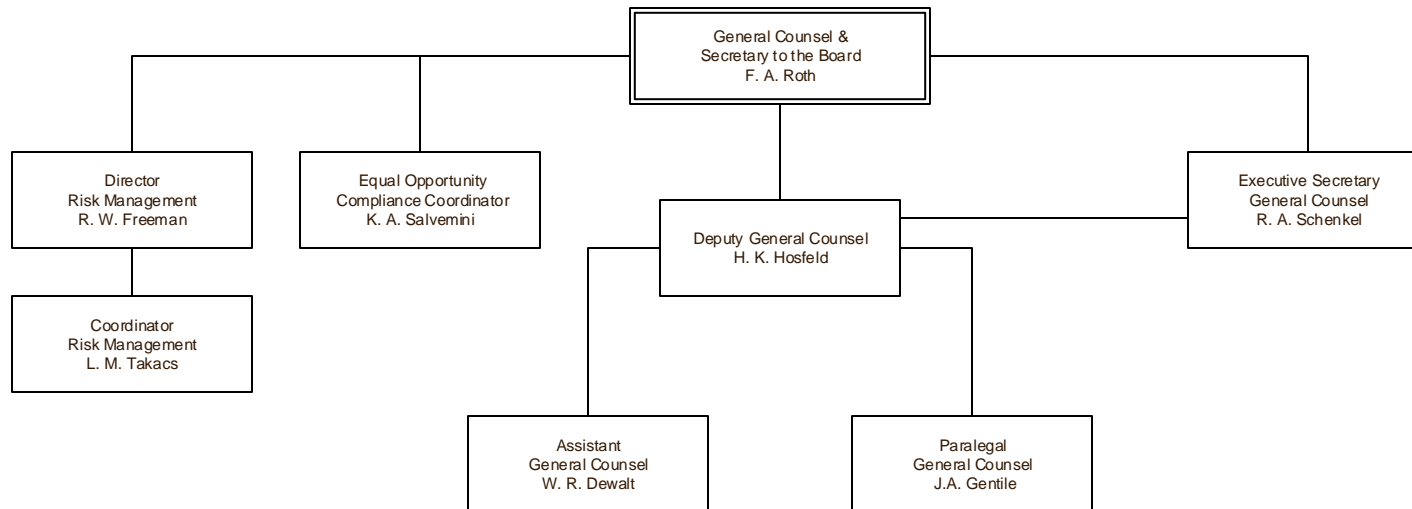 General Counsel &
Secretary to the Board
F. A. Roth
Director
Risk Management
R. W. Freeman
Equal Opportunity
Compliance Coordinator
K. A. Salvemini
Executive Secretary
General Counsel
R. A. Schenkel
Deputy General Counsel
H. K. Hosfeld
Coordinator
Risk Management
L. M. Takacs
Assistant
General Counsel
W. R. Dewalt
Paralegal
General Counsel
J.A. Gentile